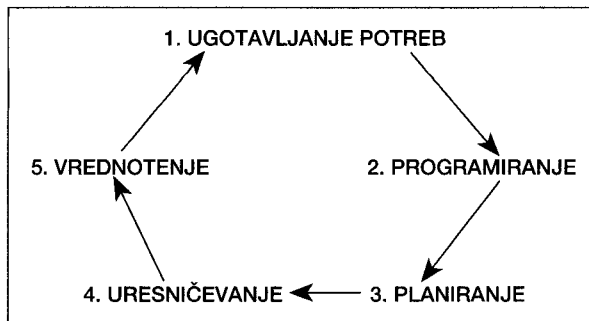 1. UGOTAVLJANJE POTREB
5. VREDNOTENJE
2. PROGRAMIRANJE
4. URESNIČEVANJE
3. PLANIRANJE